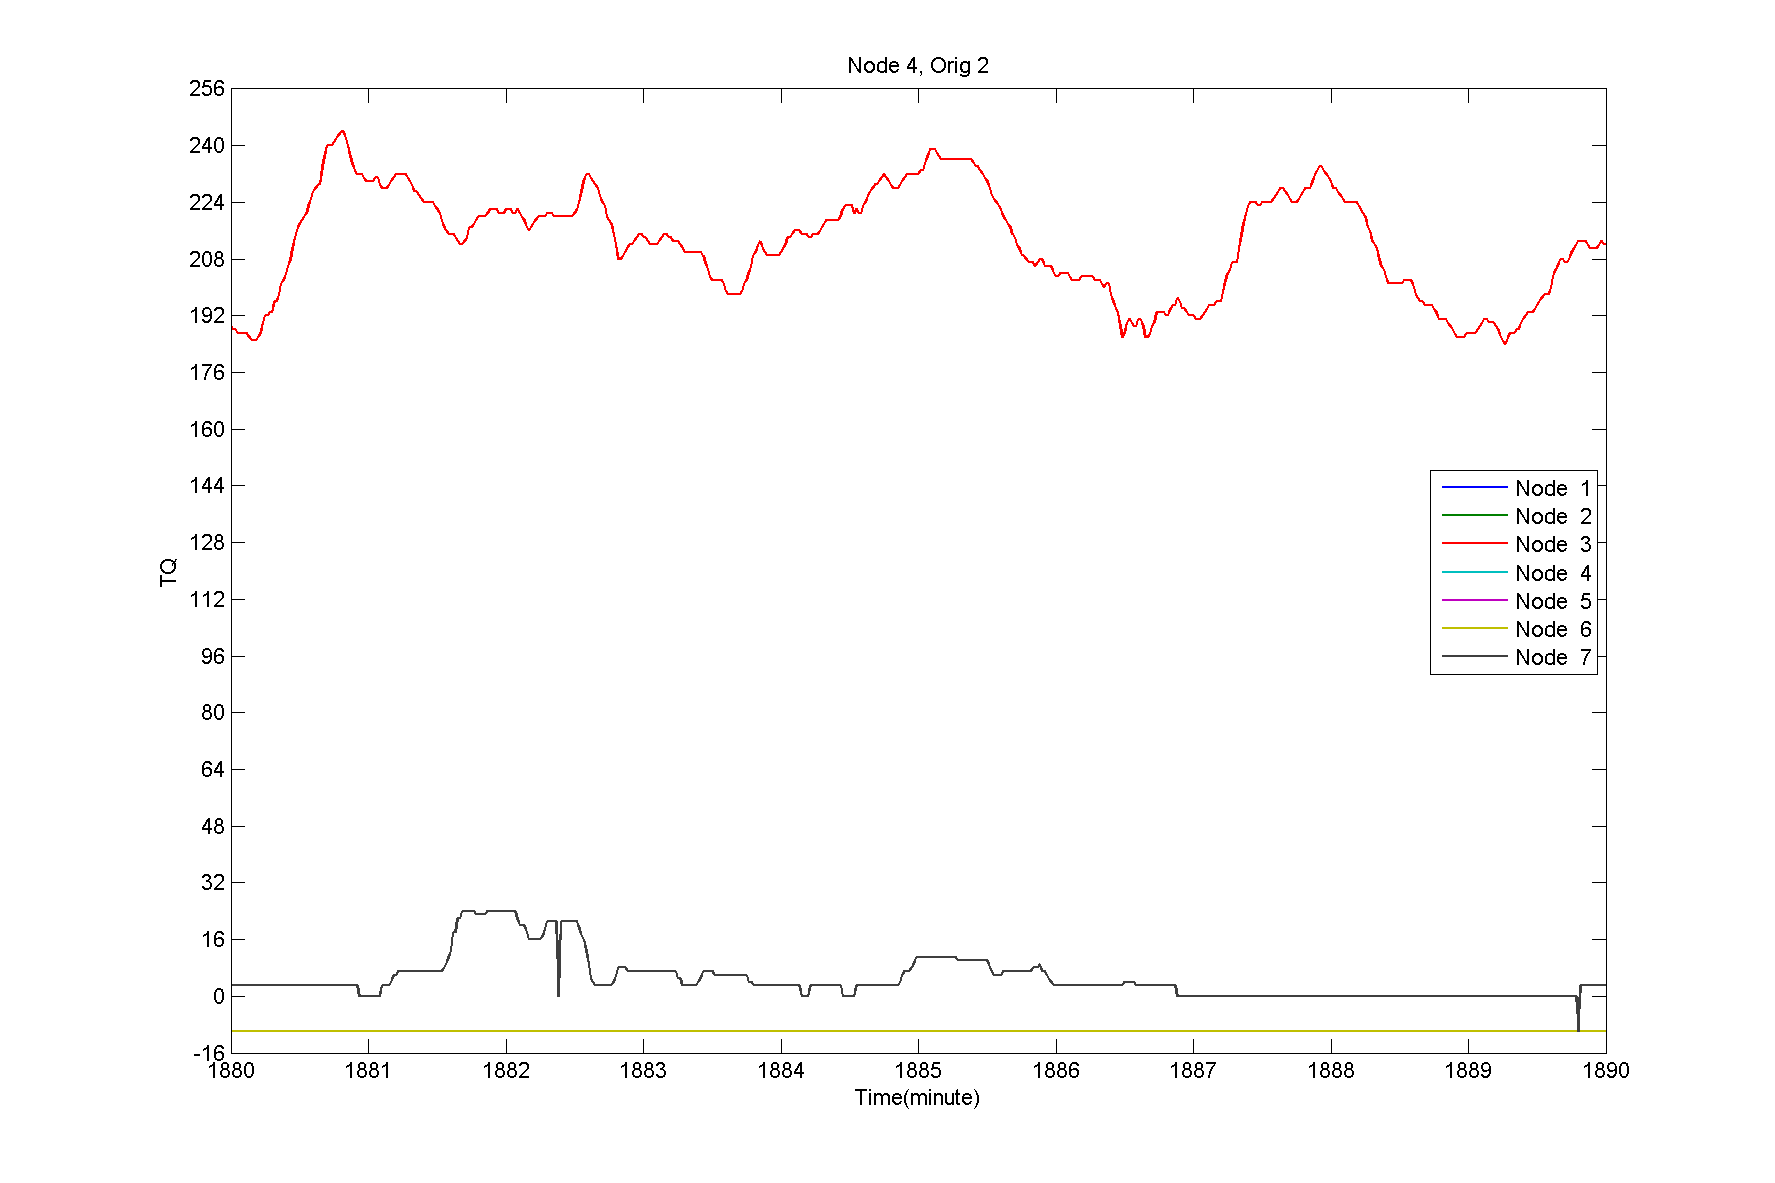 Node 4, Orig 2
256
240
224
208
192
176
160
144
128
112
96
80
64
48
32
16
0
-16
TQ
Node 1
Node 2
Node 3
Node 4
Node 5
Node 6
Node 7
1880 1881 1882 1883 1884 1885 1886 1887 1888 1889 1890
Time(minute)